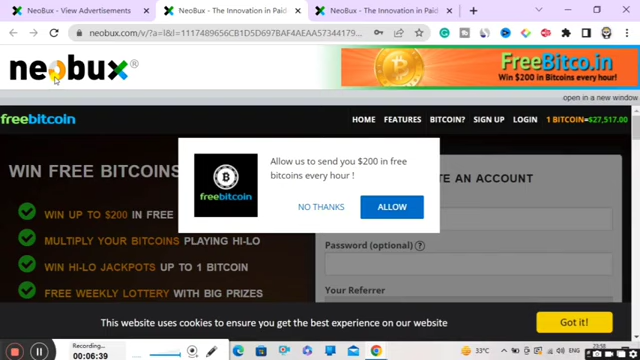 NeoBux - View Advertisements
NeoBux - The Innovation in Paid-
NeoBux - The Innovation in Paid-
neobux.com/v/?a=l&l=1117489656CB1D5D697BAF4AEAA57344179...
neobux®
FreeBitco.in
Win $200 in Bitcoins every hour!
open in a new window
freebitcoin
HOME FEATURES BITCOIN? SIGN UP LOGIN 1 BITCOIN=$27,517.00
Allow us to send you $200 in free
bitcoins every hour !
freebitcoin
NO THANKS ALLOW
WIN FREE BITCOINS
WIN UP TO $200 IN FREE
MULTIPLY YOUR BITCOINS PLAYING HI-LO
WIN HI-LO JACKPOTS UP TO 1 BITCOIN
FREE WEEKLY LOTTERY WITH BIG PRIZES
E AN ACCOUNT
Password (optional) ?
Your Referrer
This website uses cookies to ensure you get the best experience on our website
Got it!
Recording...
00:06:39
33°C
23:58